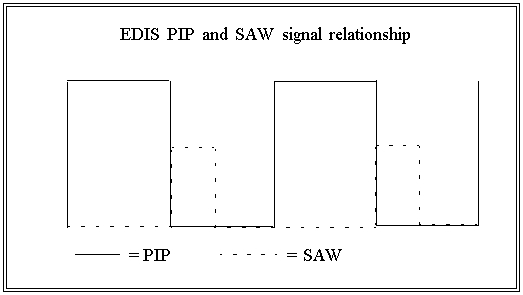 EDIS PIP and SAW signal relationship
= PIP = SAW